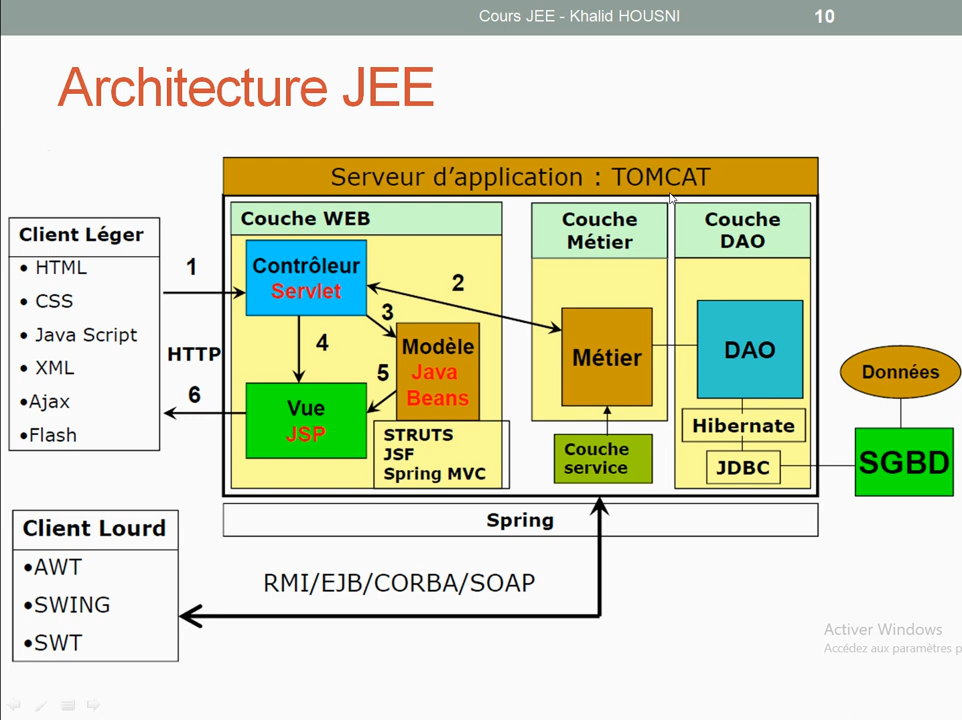 Cours JEE - Khalid HOUSNI
10
Architecture JEE
Serveur d'application : TOMCAT
Client Léger
• HTML
• CSS
• Java Script
• XML
•Ajax
•Flash
1
HTTP
6
Couche WEB
Contrôleur
Servlet
2
3
4
5
Modèle
Java
Beans
Vue
JSP
STRUTS
JSF
Spring MVC
Couche
Métier
Métier
Couche
service
Couche
DAO
DAO
Hibernate
JDBC
Données
SGBD
Spring
Client Lourd
•AWT
•SWING
•SWT
RMI/EJB/CORBA/SOAP
Activer Windows
Accédez aux paramètres p